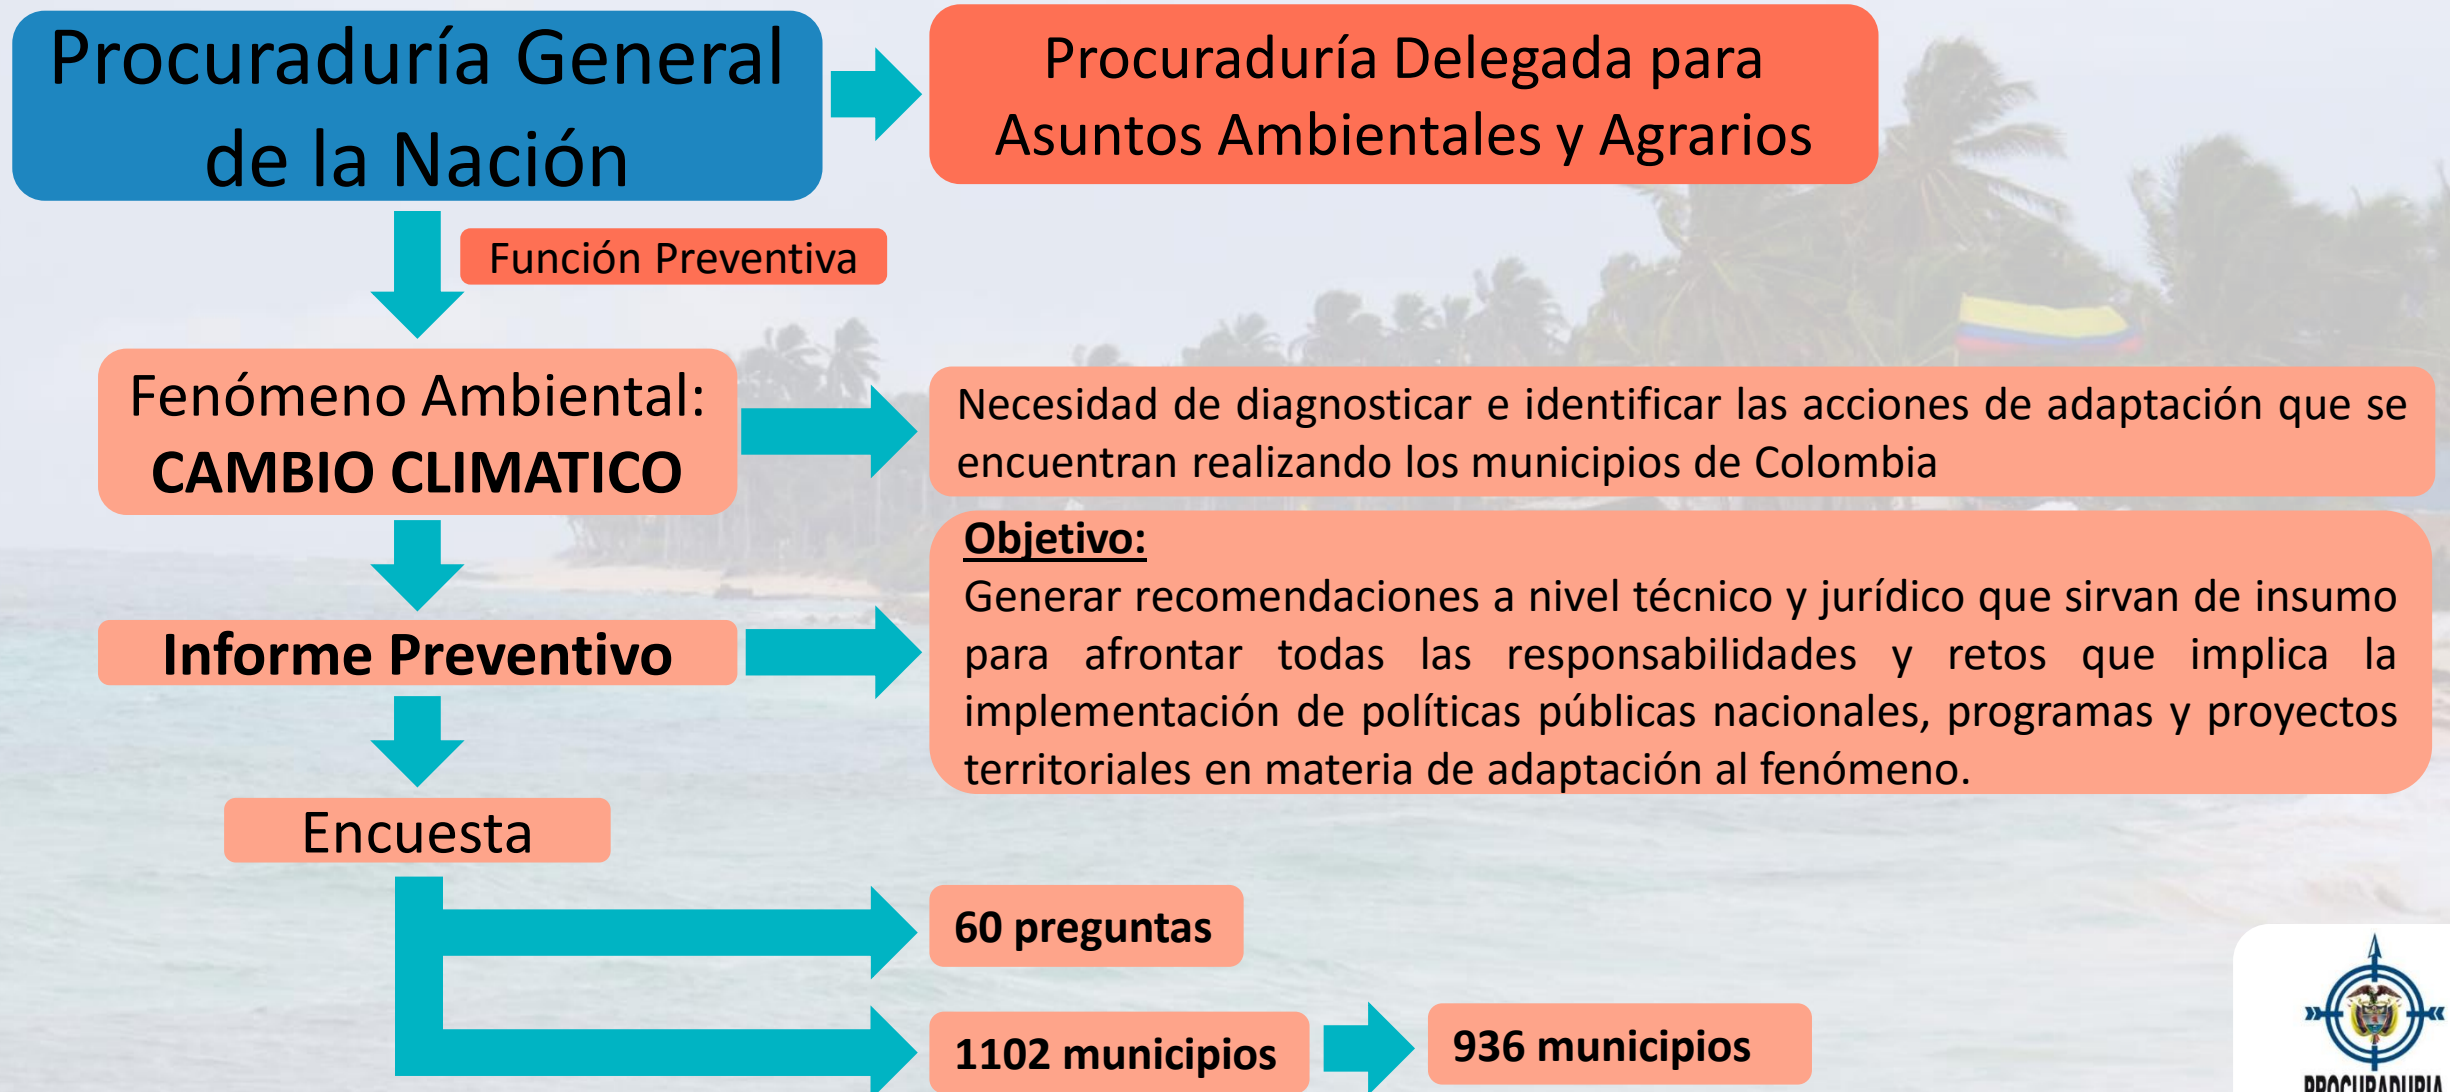 Procuraduría General
de la Nación
Procuraduría Delegada para
Asuntos Ambientales y Agrarios
Función Preventiva
Fenómeno Ambiental:
CAMBIO CLIMATICO
Necesidad de diagnosticar e identificar las acciones de adaptación que se
encuentran realizando los municipios de Colombia
Informe Preventivo
Objetivo:
Generar recomendaciones a nivel técnico y jurídico que sirvan de insumo
para afrontar todas las responsabilidades y retos que implica la
implementación de políticas públicas nacionales, programas y proyectos
territoriales en materia de adaptación al fenómeno.
Encuesta
60 preguntas
1102 municipios
936 municipios
PROCURADURIA